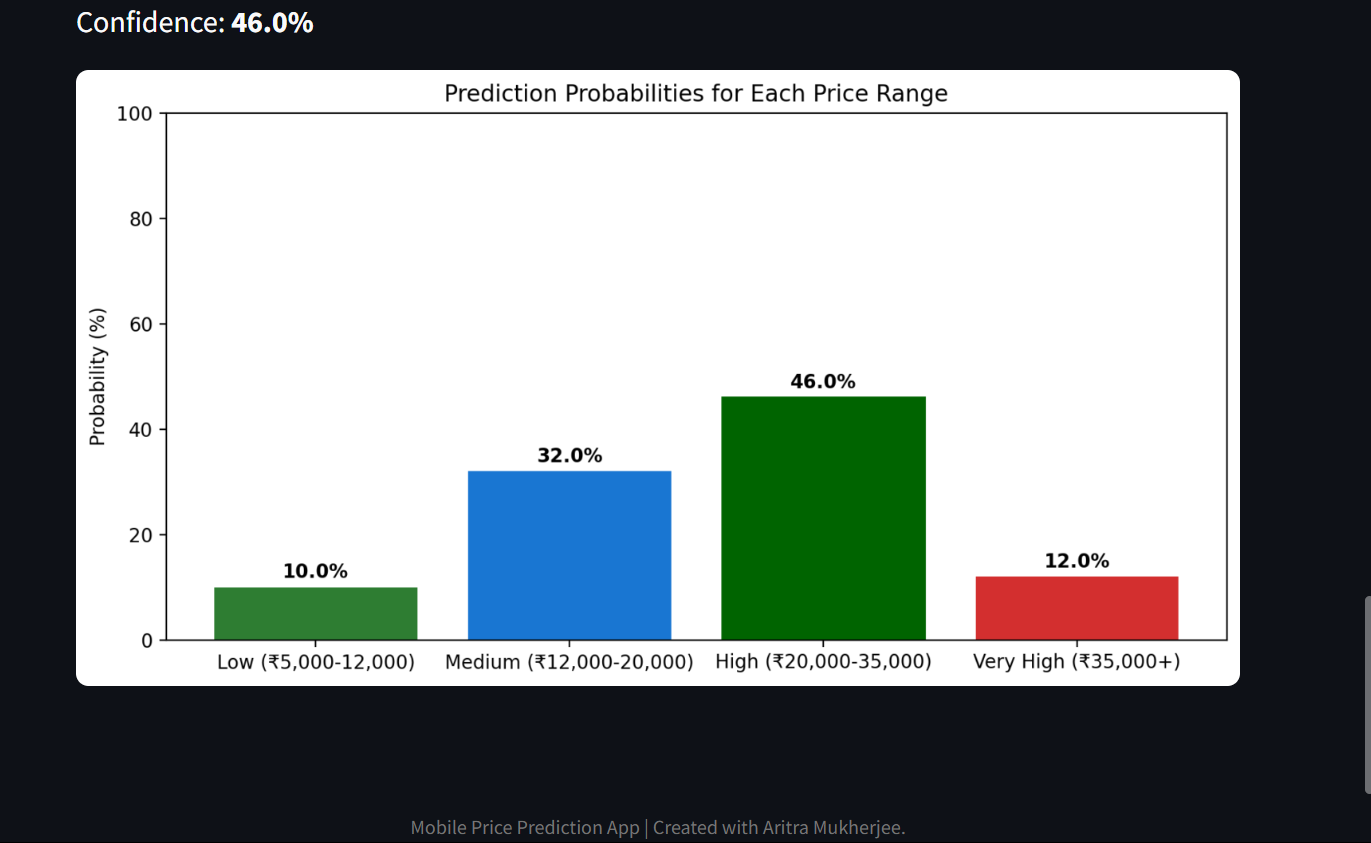 Confidence: 46.0%
Prediction Probabilities for Each Price Range
100
80
60
40
20
0
Probability (%)
10.0%
32.0%
46.0%
12.0%
Low (₹5,000-12,000)
Medium (₹12,000-20,000)
High (₹20,000-35,000)
Very High (₹35,000+)
Mobile Price Prediction App | Created with Aritra Mukherjee.